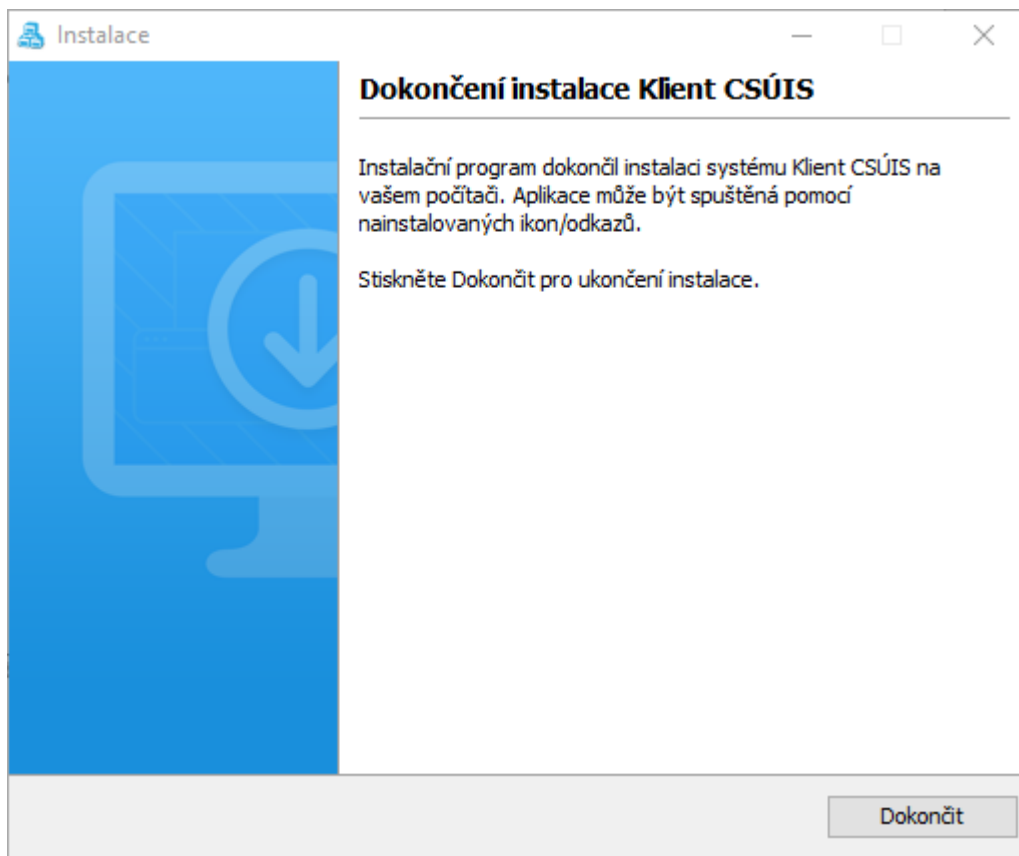 Instalace
Dokončení instalace Klient CSÚIS
Instalační program dokončil instalaci systému Klient CSÚIS na
vašem počítači. Aplikace může být spuštěná pomocí
nainstalovaných ikon/odkazů.
Stiskněte Dokončit pro ukončení instalace.
Dokončit